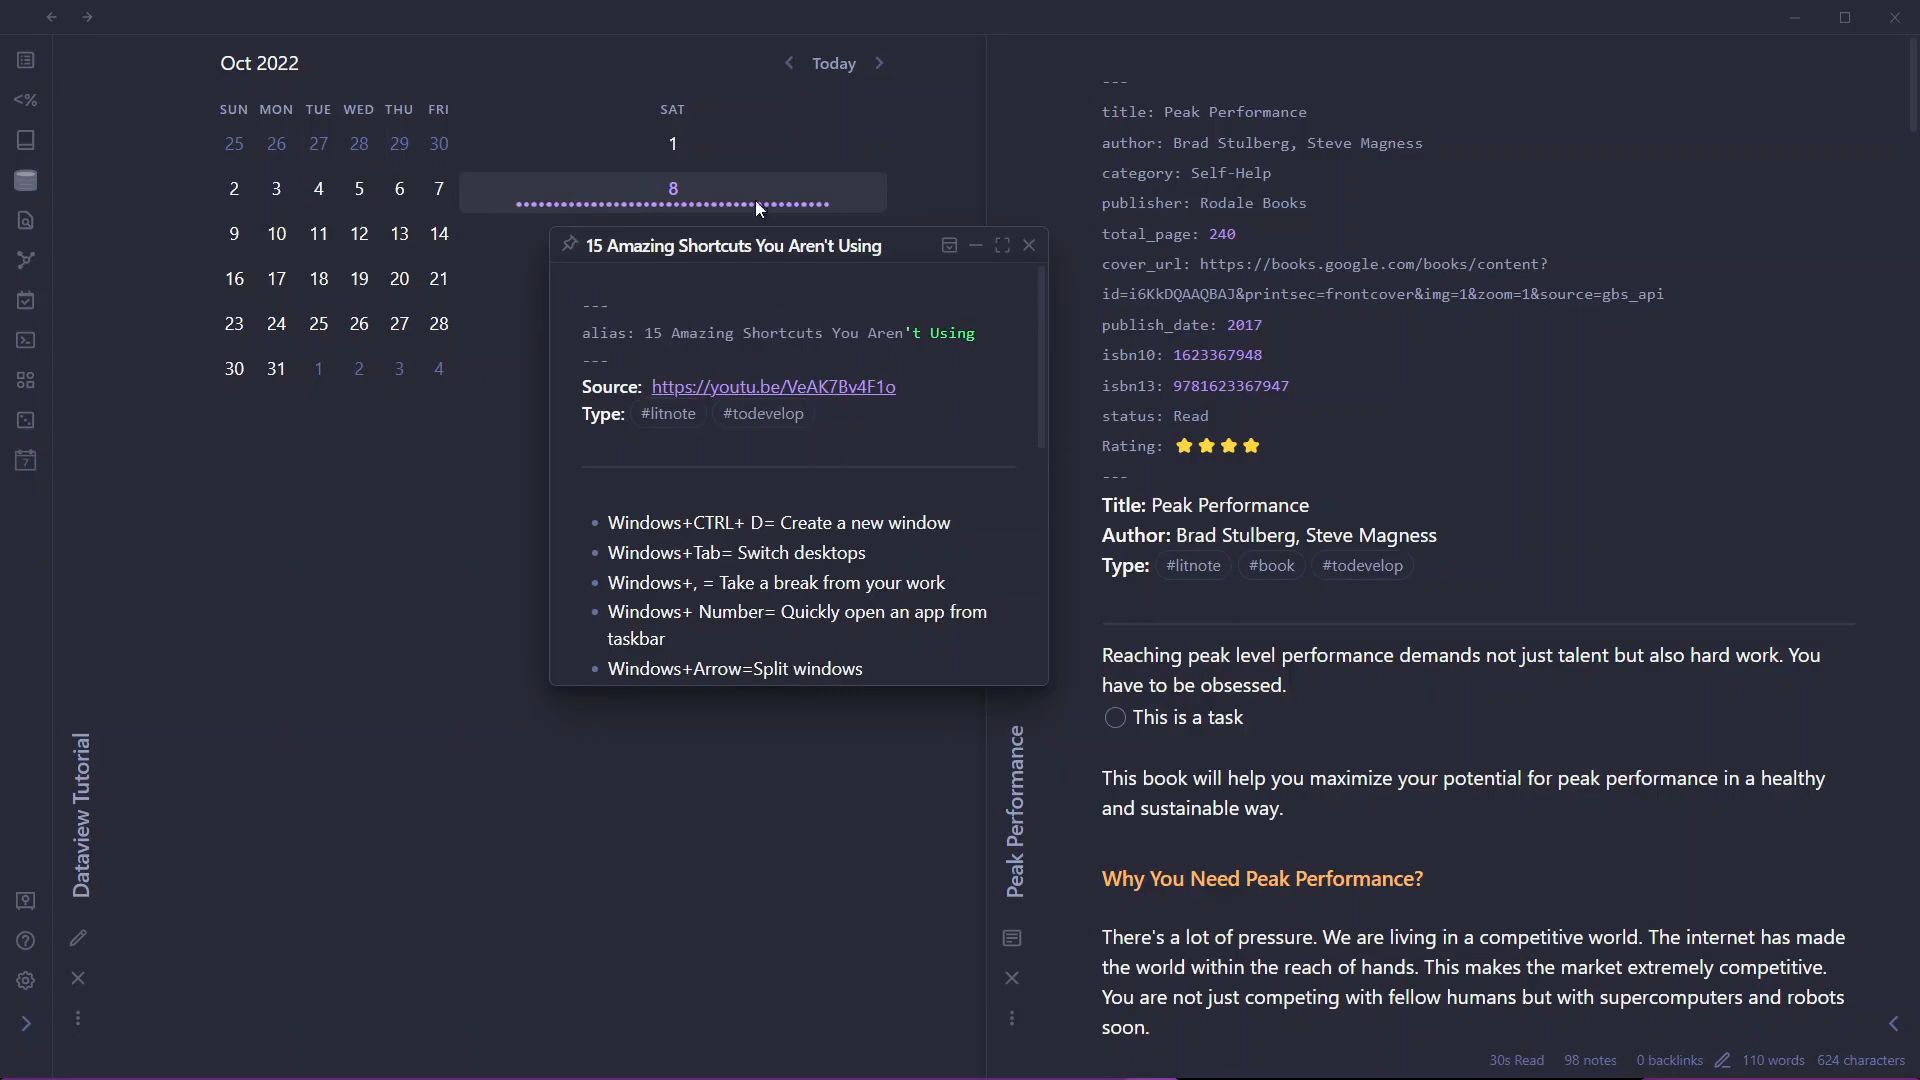 Oct 2022
Today
SUN MON TUE WED THU FRI SAT
25 26 27 28 29 30 1
2 3 4 5 6 7 8
9 10 11 12 13 14
16 17 18 19 20 21
23 24 25 26 27 28
30 31 1 2 3 4
15 Amazing Shortcuts You Aren't Using
---
alias: 15 Amazing Shortcuts You Aren't Using
---
Source: https://youtu.be/VeAK7Bv4F1o
Type: #litnote #todevelop
Windows+CTRL+ D= Create a new window
Windows+Tab= Switch desktops
Windows+, = Take a break from your work
Windows+ Number= Quickly open an app from
taskbar
Windows+Arrow=Split windows
Dataview Tutorial
<%
7
Peak Performance
---
title: Peak Performance
author: Brad Stulberg, Steve Magness
category: Self-Help
publisher: Rodale Books
total_page: 240
cover_url: https://books.google.com/books/content?
id=i6KkDQAAQBAJ&printsec=frontcover&img=1&zoom=1&source=gbs_api
publish_date: 2017
isbn10: 1623367948
isbn13: 9781623367947
status: Read
Rating: ⭐⭐⭐⭐
---
Title: Peak Performance
Author: Brad Stulberg, Steve Magness
Type: #litnote #book #todevelop
Reaching peak level performance demands not just talent but also hard work. You
have to be obsessed.
This is a task
This book will help you maximize your potential for peak performance in a healthy
and sustainable way.
Why You Need Peak Performance?
There's a lot of pressure. We are living in a competitive world. The internet has made
the world within the reach of hands. This makes the market extremely competitive.
You are not just competing with fellow humans but with supercomputers and robots
soon.
30s Read 98 notes 0 backlinks 110 words 624 characters